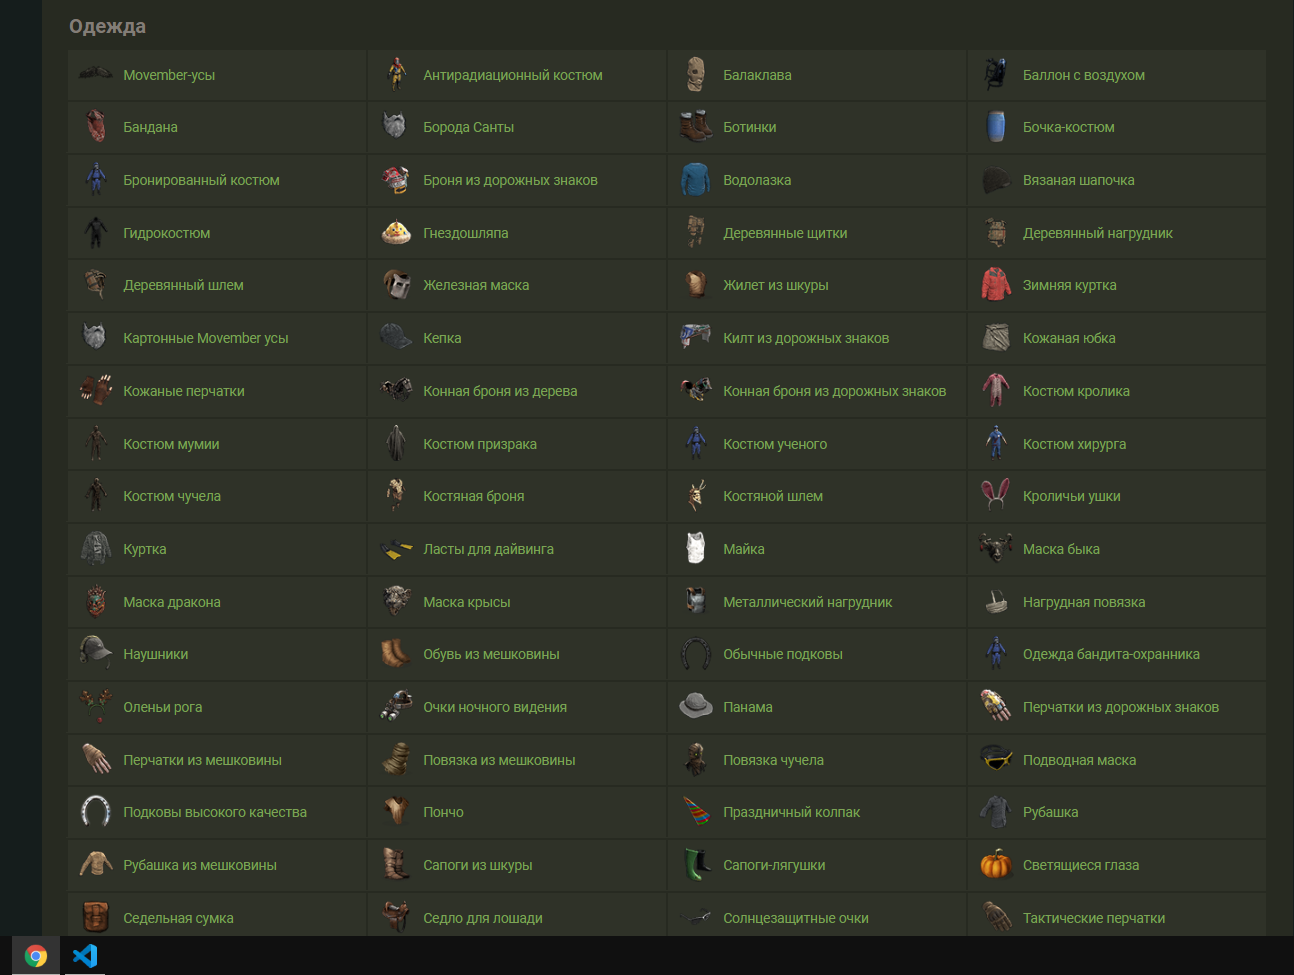 Одежда
Movember-усы
Антирадиационный костюм
Балаклава
Баллон с воздухом
Бандана
Борода Санты
Ботинки
Бочка-костюм
Бронированный костюм
Броня из дорожных знаков
Водолазка
Вязаная шапочка
Гидрокостюм
Гнездошляпа
Деревянные щитки
Деревянный нагрудник
Деревянный шлем
Железная маска
Жилет из шкуры
Зимняя куртка
Картонные Movember усы
Кепка
Килт из дорожных знаков
Кожаная юбка
Кожаные перчатки
Конная броня из дерева
Конная броня из дорожных знаков
Костюм кролика
Костюм мумии
Костюм призрака
Костюм ученого
Костюм хирурга
Костюм чучела
Костяная броня
Костяной шлем
Кроличьи ушки
Куртка
Ласты для дайвинга
Майка
Маска быка
Маска дракона
Маска крысы
Металлический нагрудник
Нагрудная повязка
Наушники
Обувь из мешковины
Обычные подковы
Одежда бандита-охранника
Оленьи рога
Очки ночного видения
Панама
Перчатки из дорожных знаков
Перчатки из мешковины
Повязка из мешковины
Повязка чучела
Подводная маска
Подковы высокого качества
Пончо
Праздничный колпак
Рубашка
Рубашка из мешковины
Сапоги из шкуры
Сапоги-лягушки
Светящиеся глаза
Седельная сумка
Седло для лошади
Солнцезащитные очки
Тактические перчатки